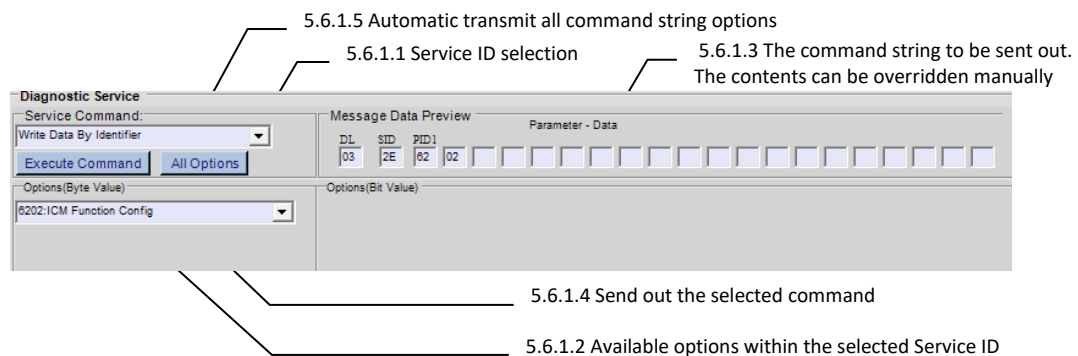 5.6.1.5 Automatic transmit all command string options
5.6.1.1 Service ID selection
5.6.1.3 The command string to be sent out.
The contents can be overridden manually
Diagnostic Service
Service Command:
Write Data By Identifier
Execute Command All Options
Message Data Preview
Parameter - Data
DL SID PID1
03 2E 62 02
Options(Byte Value)
6202:ICM Function Config
Options(Bit Value)
5.6.1.4 Send out the selected command
5.6.1.2 Available options within the selected Service ID